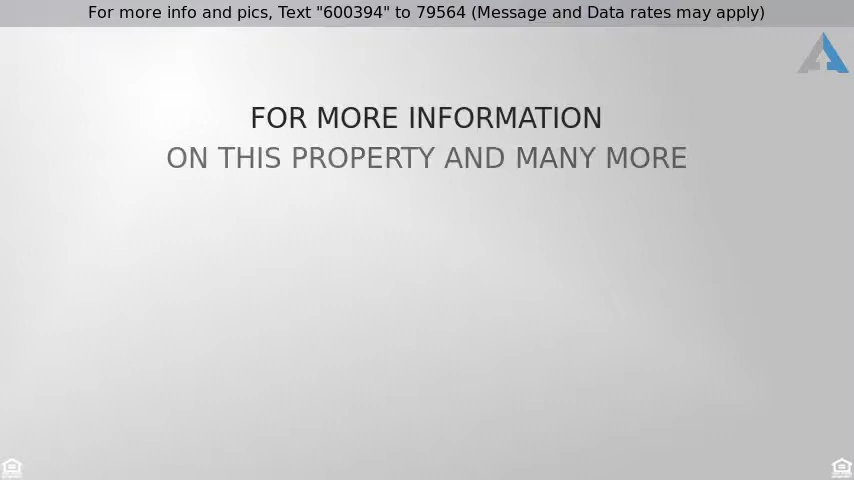 For more info and pics, Text "600394" to 79564 (Message and Data rates may apply)
FOR MORE INFORMATION
ON THIS PROPERTY AND MANY MORE